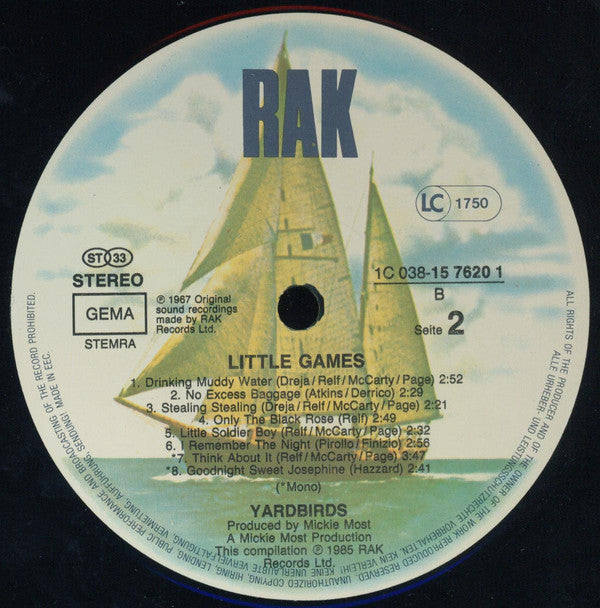 RAK
LC 1750
ST 33
STEREO
GEMA
STEMRA
℗ 1967 Original
sound recordings
made by RAK
Records Ltd.
1C 038-15 7620 1
B
Seite 2
LITTLE GAMES
1. Drinking Muddy Water (Dreja/Relf/McCarty/Page) 2:52
2. No Excess Baggage (Atkins/Derrico) 2:29
3. Stealing Stealing (Dreja/Relf/McCarty/Page) 2:21
4. Only The Black Rose (Relf) 2:49
5. Little Soldier Boy (Relf/McCarty/Page) 2:32
6. I Remember The Night (Pirollo/Finizio) 2:56
*7. Think About It (Relf/McCarty/Page) 3:47
*8. Goodnight Sweet Josephine (Hazzard) 2:41
(*Mono)
YARDBIRDS
Produced by Mickie Most
A Mickie Most Production
This compilation ℗ 1985 RAK
Records Ltd.
ALL RIGHTS OF THE PRODUCER AND OF THE OWNER OF THE WORK REPRODUCED RESERVED. UNAUTHORIZED COPYING, HIRING, LENDING, PUBLIC PERFORMANCE AND BROADCASTING OF THE RECORD PROHIBITED.
ALLE URHEBER- UND LEISTUNGSSCHUTZRECHTE VORBEHALTEN. KEIN VERLEIH! KEINE UNERLAUBTE VERVIELFÄLTIGUNG, VERMIETUNG, AUFFÜHRUNG, SENDUNG! MADE IN EEC.